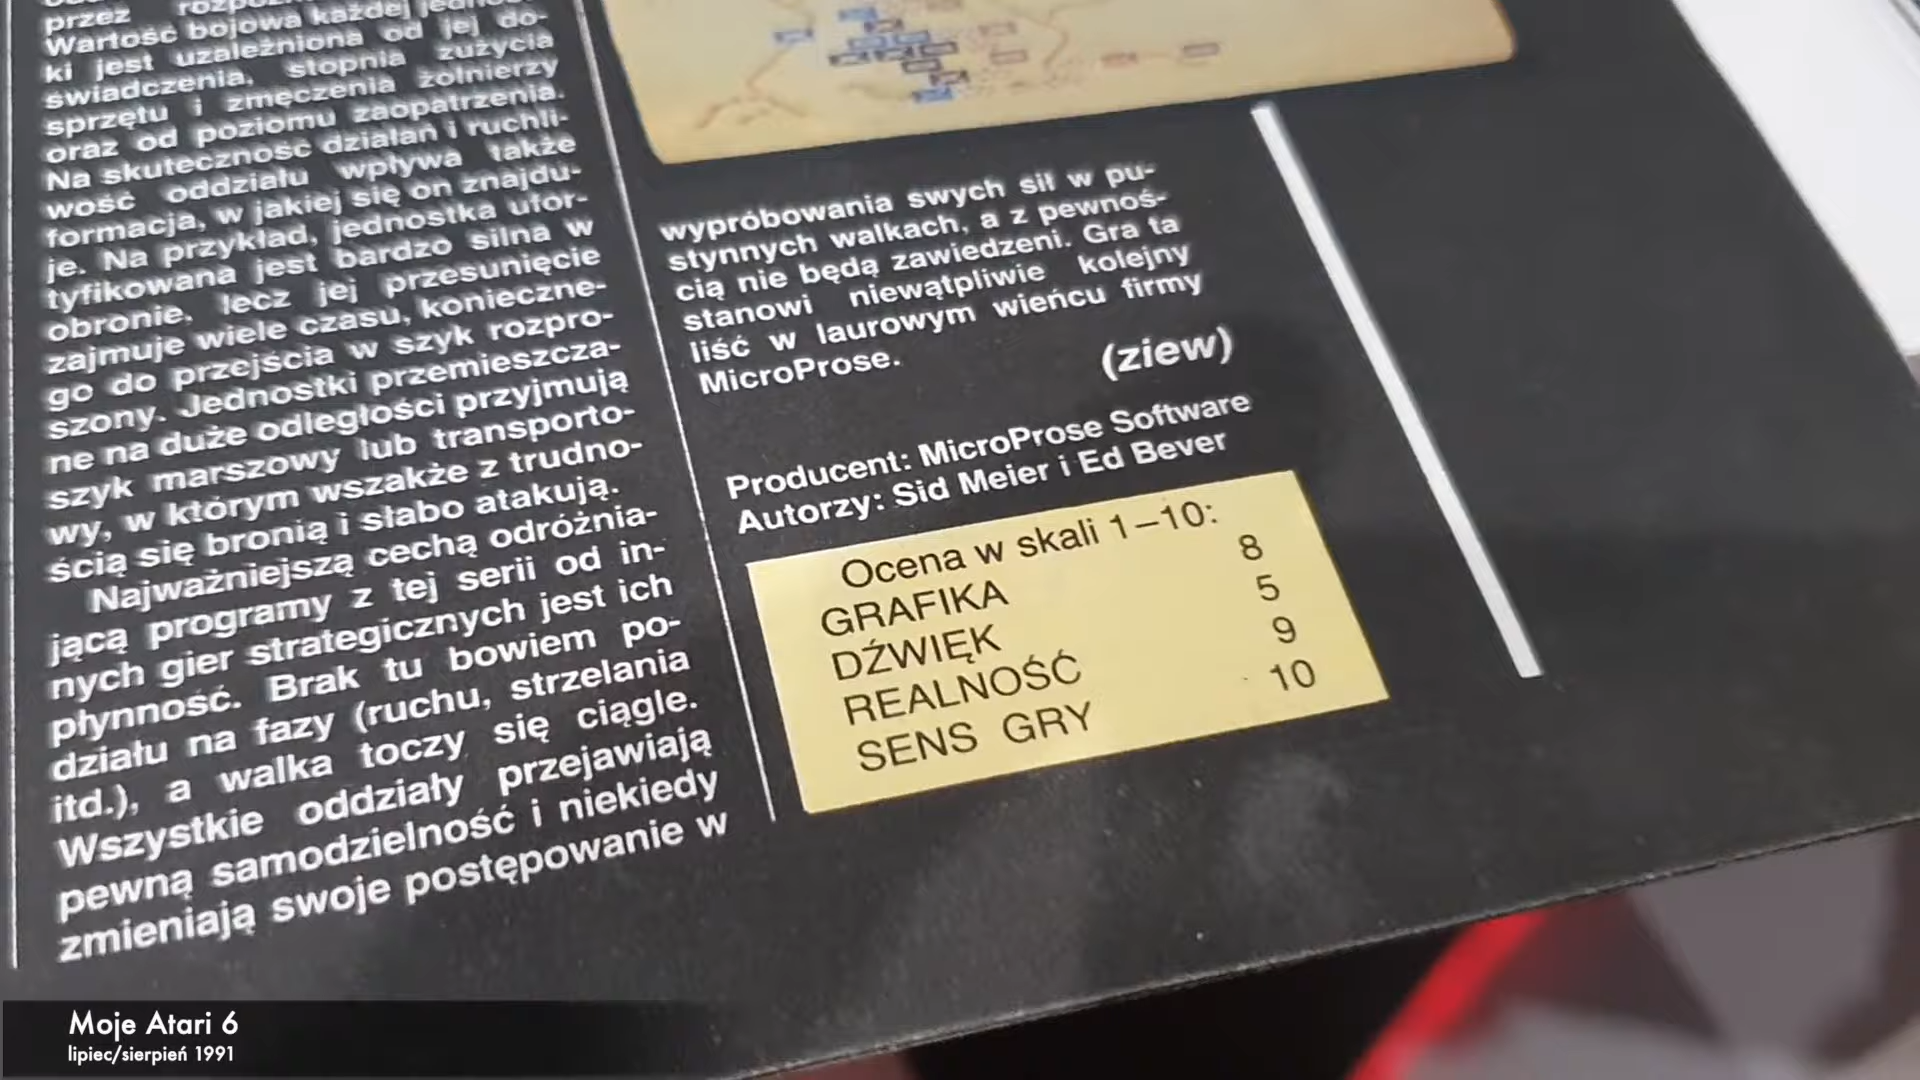 przez
Wartość bojowa każdej
ki jest uzależniona od jej do-
świadczenia, stopnia zużycia
sprzętu i zmęczenia żołnierzy
oraz od poziomu zaopatrzenia.
Na skuteczność działań i ruchli-
wość oddziału wpływa także
formacja, w jakiej się on znajdu-
je. Na przykład, jednostka ufor-
tyfikowana jest bardzo silna w
obronie, lecz jej przesunięcie
zajmuje wiele czasu, konieczne-
go do przejścia w szyk rozpro-
szony. Jednostki przemieszcza-
ne na duże odległości przyjmują
szyk marszowy lub transporto-
wy, w którym wszakże z trudno-
ścią się bronią i słabo atakują.
Najważniejszą cechą odróżnia-
jącą programy z tej serii od in-
nych gier strategicznych jest ich
płynność. Brak tu bowiem po-
działu na fazy (ruchu, strzelania
itd.), a walka toczy się ciągle.
Wszystkie oddziały przejawiają
pewną samodzielność i niekiedy
zmieniają swoje postępowanie w
wypróbowania swych sił w pu-
stynnych walkach, a z pewnoś-
cią nie będą zawiedzeni. Gra ta
stanowi niewątpliwie kolejny
liść w laurowym wieńcu firmy
MicroProse.
(ziew)
Producent: MicroProse Software
Autorzy: Sid Meier i Ed Bever
Ocena w skali 1–10:
GRAFIKA 8
DŹWIĘK 5
REALNOŚĆ 9
SENS GRY 10
Moje Atari 6
lipiec/sierpień 1991